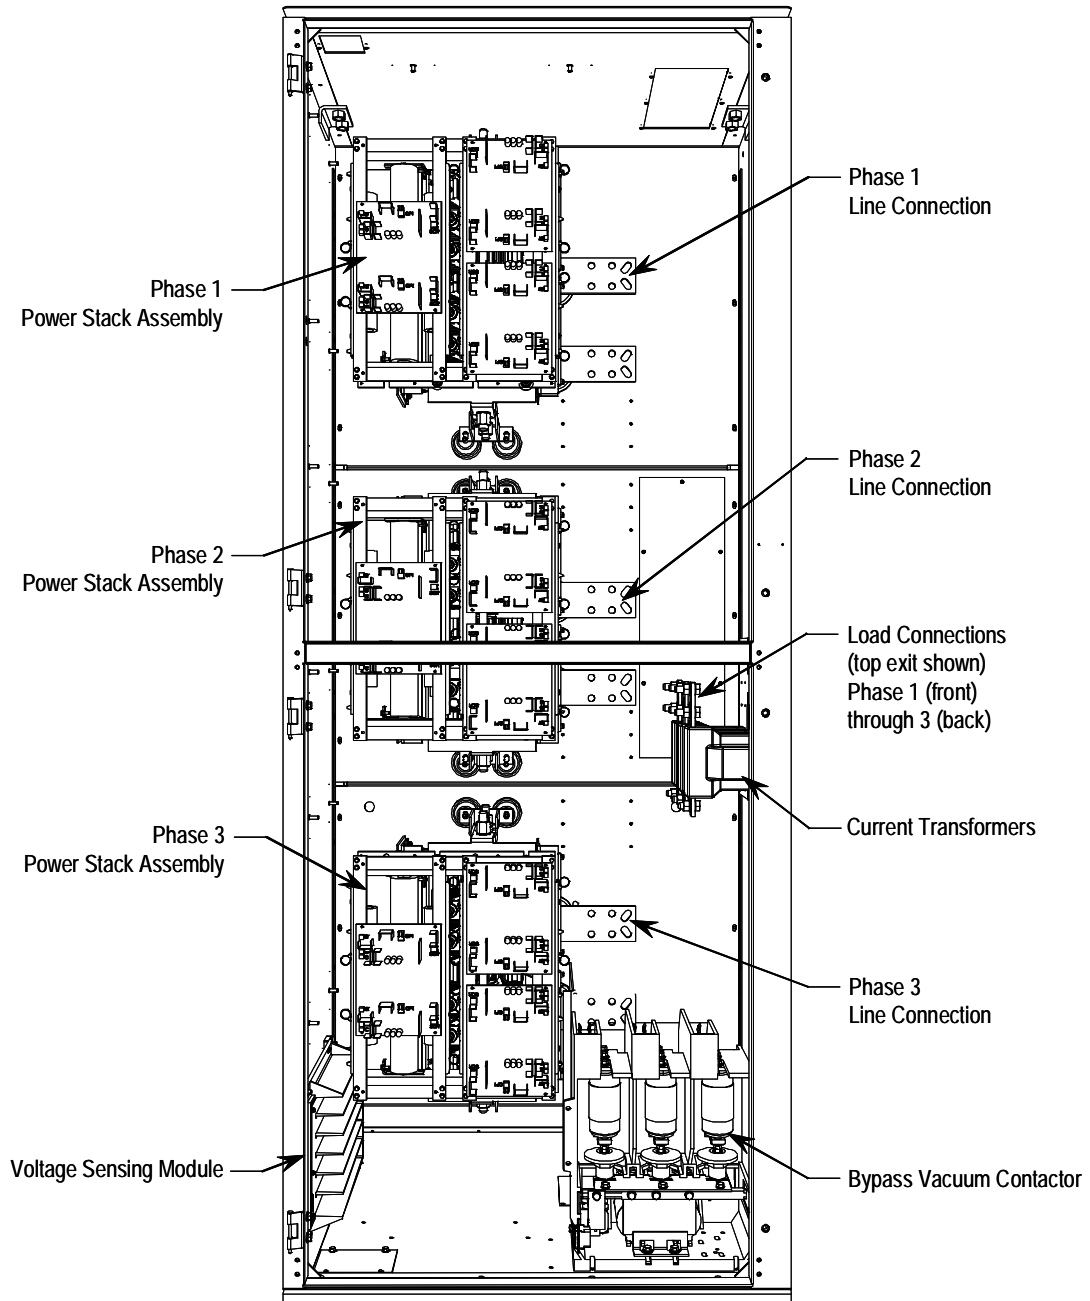 Phase 1
Line Connection
Phase 1
Power Stack Assembly
Phase 2
Line Connection
Phase 2
Power Stack Assembly
Load Connections
(top exit shown)
Phase 1 (front)
through 3 (back)
Current Transformers
Phase 3
Power Stack Assembly
Phase 3
Line Connection
Voltage Sensing Module
Bypass Vacuum Contactor